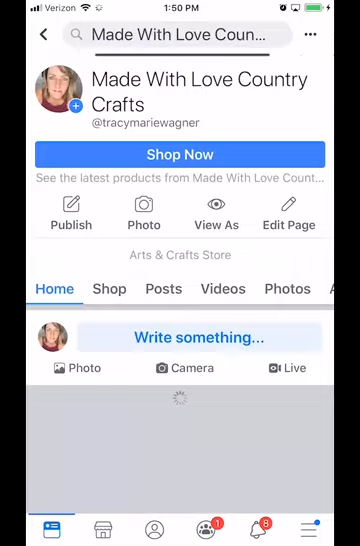 Verizon 1:50 PM
Made With Love Coun...
Made With Love Country
Crafts
@tracymariewagner
Shop Now
See the latest products from Made With Love Count...
Publish Photo View As Edit Page
Arts & Crafts Store
Home Shop Posts Videos Photos A
Write something...
Photo Camera Live
1 8